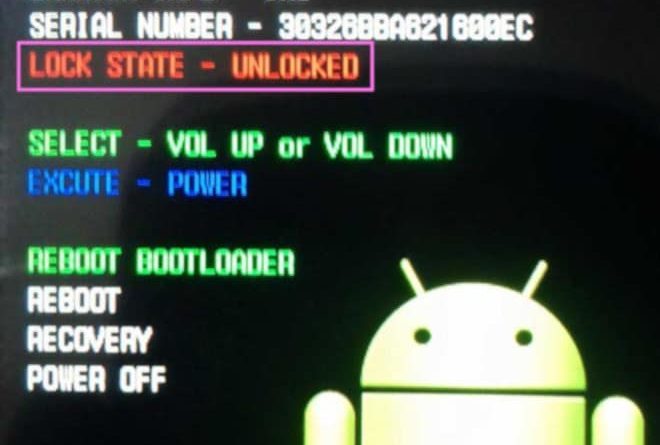 SERIAL NUMBER - 30326BBA621600EC
LOCK STATE - UNLOCKED
SELECT - VOL UP or VOL DOWN
EXCUTE - POWER
REBOOT BOOTLOADER
REBOOT
RECOVERY
POWER OFF